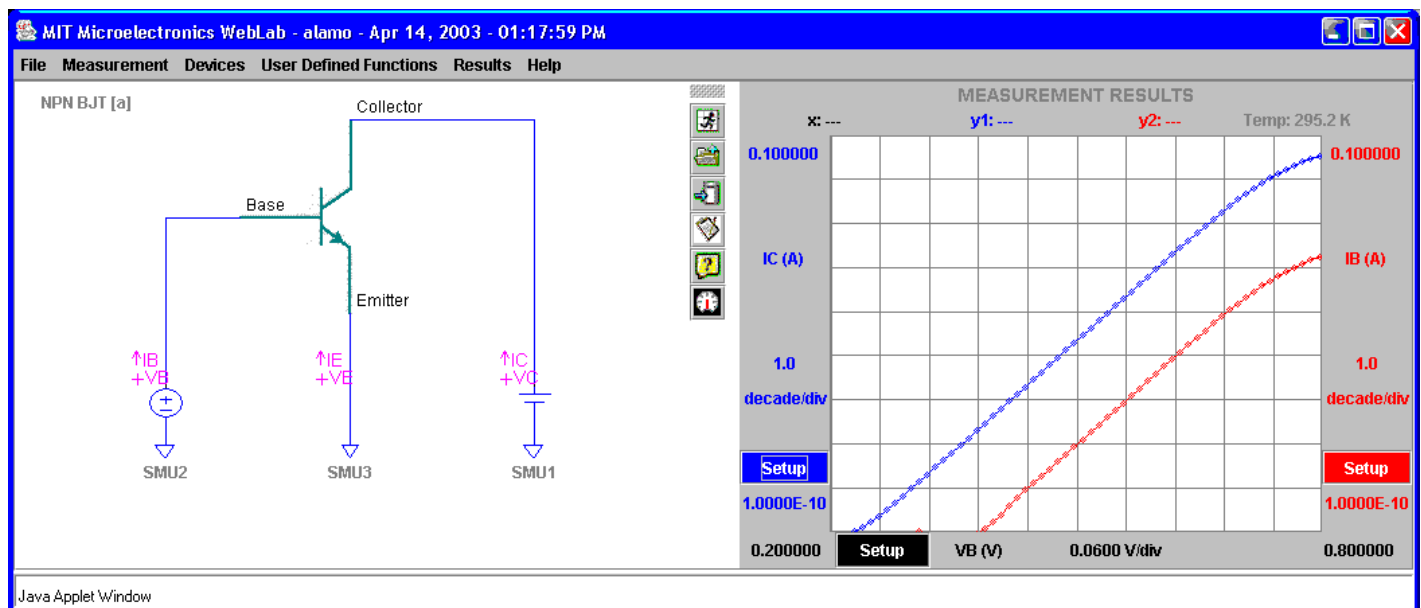 MIT Microelectronics WebLab - alamo - Apr 14, 2003 - 01:17:59 PM
File Measurement Devices User Defined Functions Results Help
NPN BJT [a]
Collector
Base
Emitter
↑IB
+VB
↑IE
+VE
↑IC
+VC
SMU2
SMU3
SMU1
MEASUREMENT RESULTS
x: --- y1: --- y2: --- Temp: 295.2 K
0.100000
IC (A)
1.0
decade/div
Setup
1.0000E-10
0.100000
IB (A)
1.0
decade/div
Setup
1.0000E-10
0.200000 Setup VB (V) 0.0600 V/div 0.800000
Java Applet Window